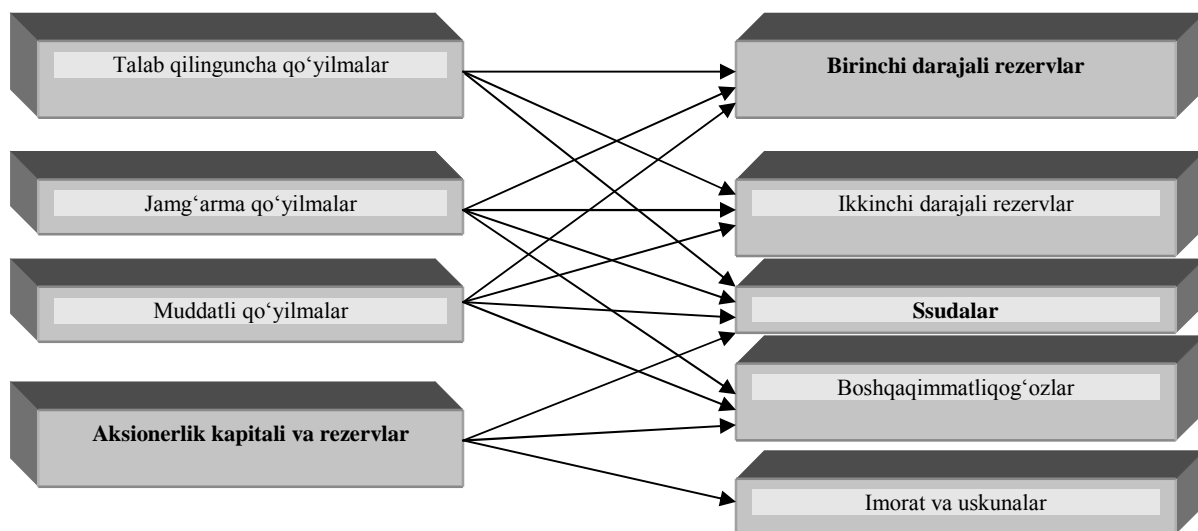 Talab qilinguncha qo‘yilmalar
Jamg‘arma qo‘yilmalar
Muddatli qo‘yilmalar
Aksionerlik kapitali va rezervlar
Birinchi darajali rezervlar
Ikkinchi darajali rezervlar
Ssudalar
Boshqaqimmatliqog‘ozlar
Imorat va uskunalar